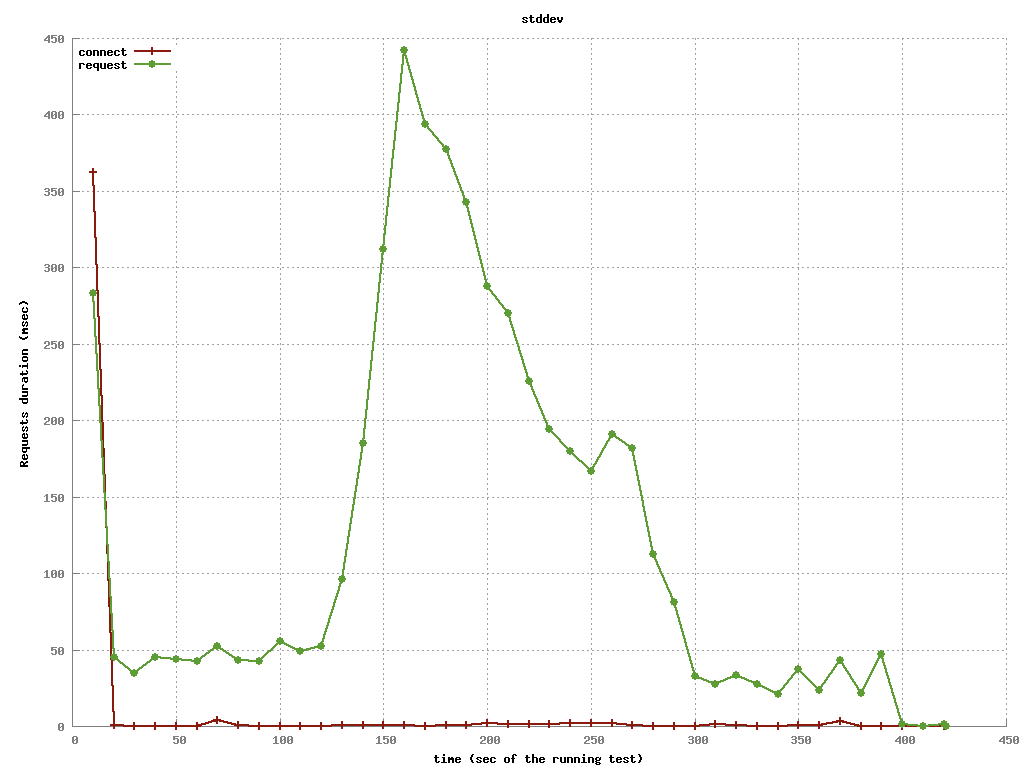 stddev
connect
request
450
400
350
300
250
200
150
100
50
0
Requests duration (msec)
0 50 100 150 200 250 300 350 400 450
time (sec of the running test)